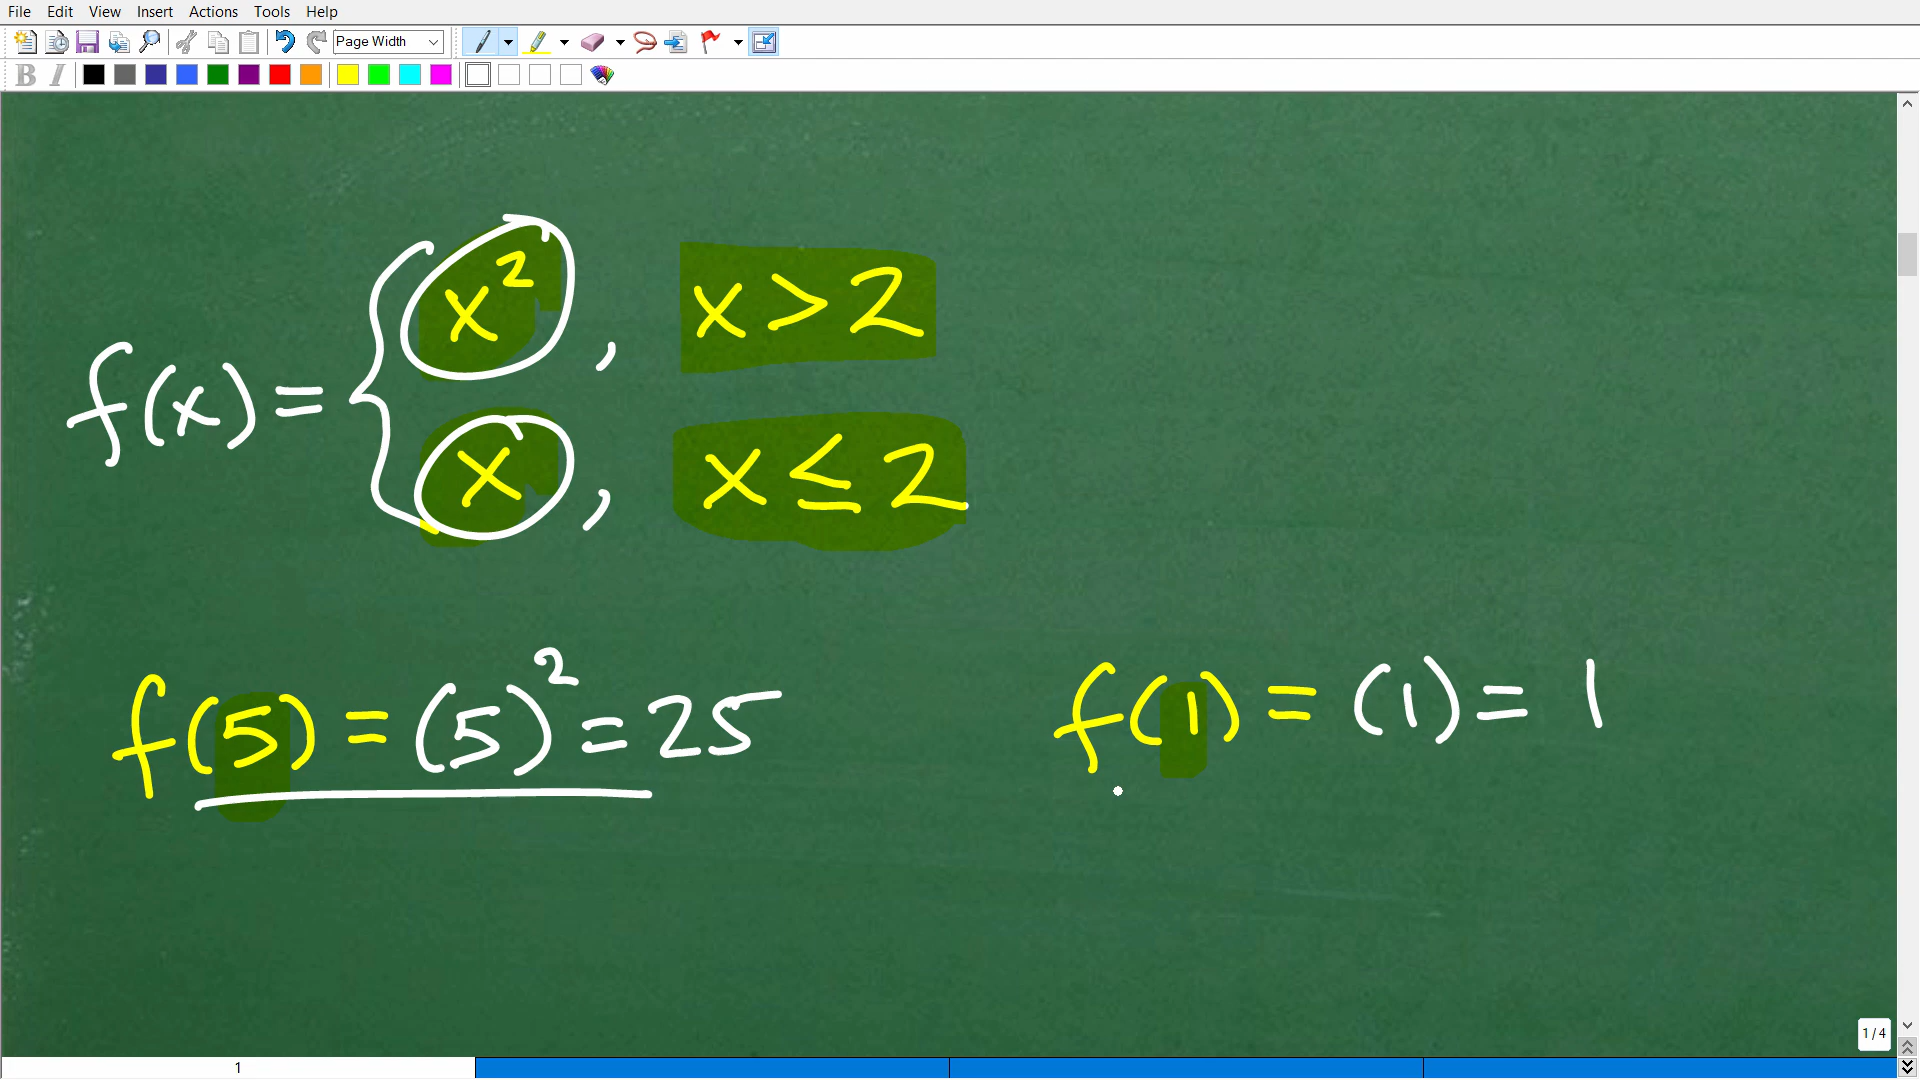 File Edit View Insert Actions Tools Help
Page Width
B I
f(x) = { x², x > 2
x, x ≤ 2
f(5) = (5)² = 25
f(1) = (1) = 1
1 / 4
1